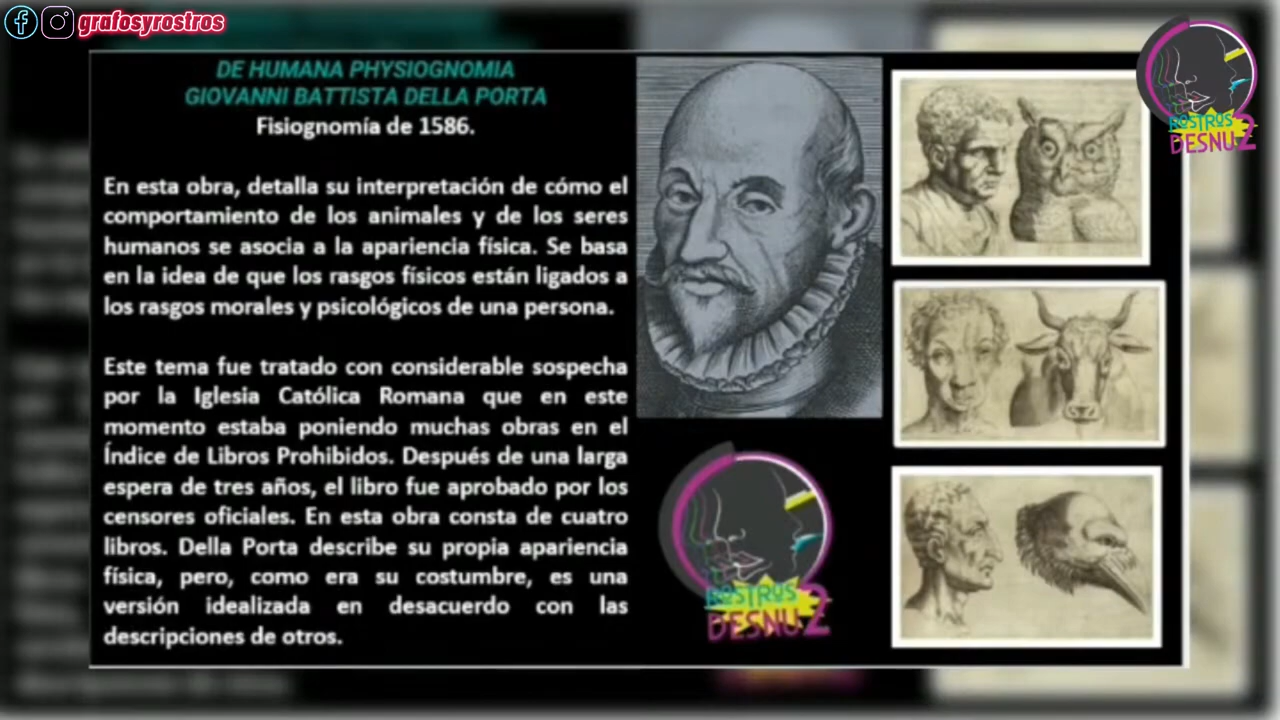 grafosyrostros
DE HUMANA PHYSIOGNOMIA
GIOVANNI BATTISTA DELLA PORTA
Fisiognomía de 1586.
En esta obra, detalla su interpretación de cómo el
comportamiento de los animales y de los seres
humanos se asocia a la apariencia física. Se basa
en la idea de que los rasgos físicos están ligados a
los rasgos morales y psicológicos de una persona.
Este tema fue tratado con considerable sospecha
por la Iglesia Católica Romana que en este
momento estaba poniendo muchas obras en el
Índice de Libros Prohibidos. Después de una larga
espera de tres años, el libro fue aprobado por los
censores oficiales. En esta obra consta de cuatro
libros. Della Porta describe su propia apariencia
física, pero, como era su costumbre, es una
versión idealizada en desacuerdo con las
descripciones de otros.
ROSTROS
DESNU2
ROSTROS
DESNU2